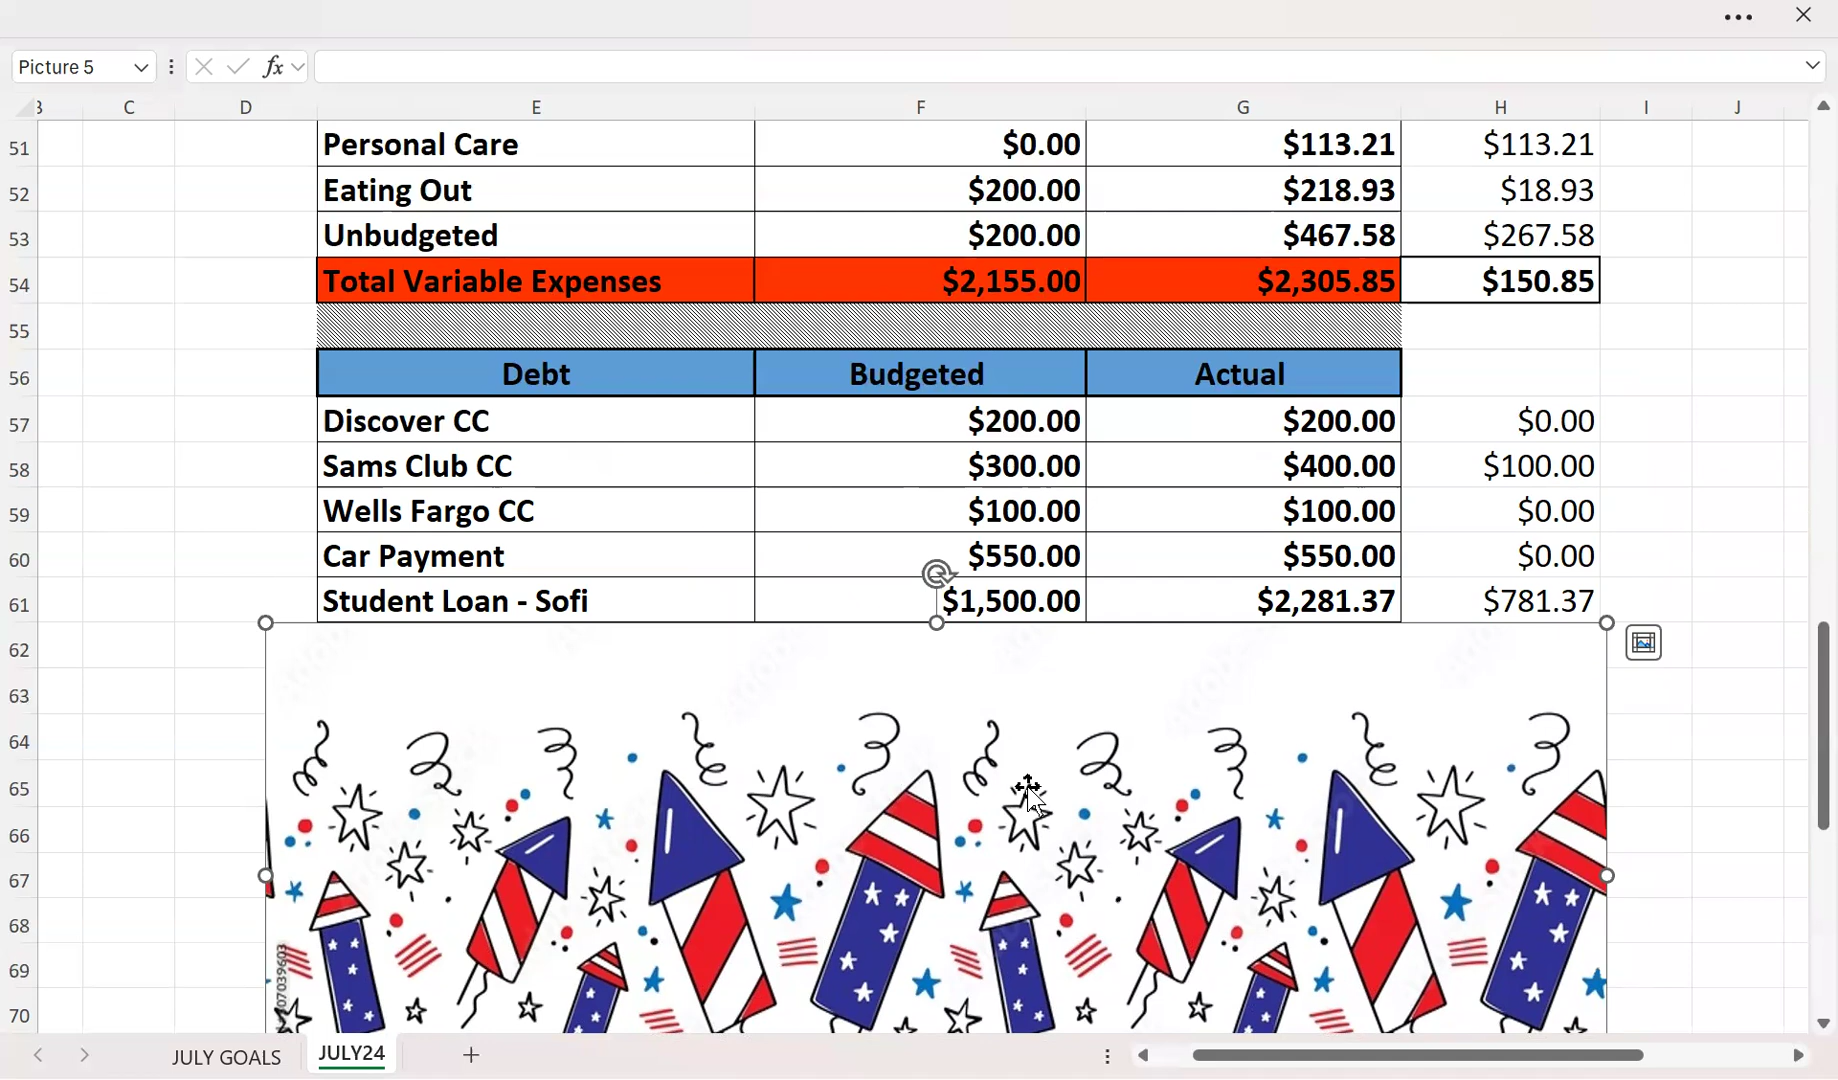 Picture 5
fx
B C D E F G H I J
51 Personal Care $0.00 $113.21 $113.21
52 Eating Out $200.00 $218.93 $18.93
53 Unbudgeted $200.00 $467.58 $267.58
54 Total Variable Expenses $2,155.00 $2,305.85 $150.85
55
56 Debt Budgeted Actual
57 Discover CC $200.00 $200.00 $0.00
58 Sams Club CC $300.00 $400.00 $100.00
59 Wells Fargo CC $100.00 $100.00 $0.00
60 Car Payment $550.00 $550.00 $0.00
61 Student Loan - Sofi $1,500.00 $2,281.37 $781.37
62
63
64
65
66
67
68
69
70
JULY GOALS JULY24